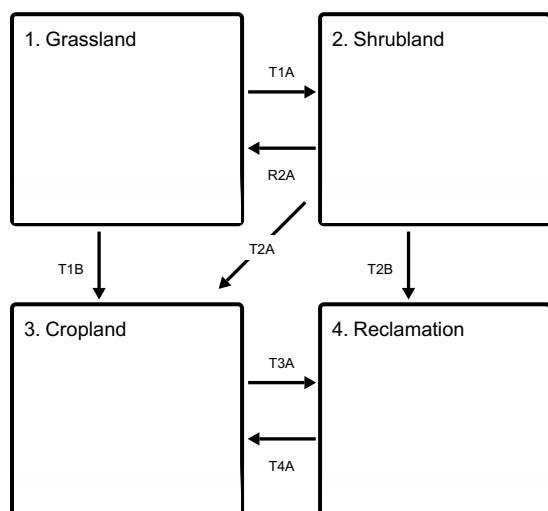 1. Grassland
2. Shrubland
T1A
R2A
T1B
T2A
T2B
3. Cropland
4. Reclamation
T3A
T4A